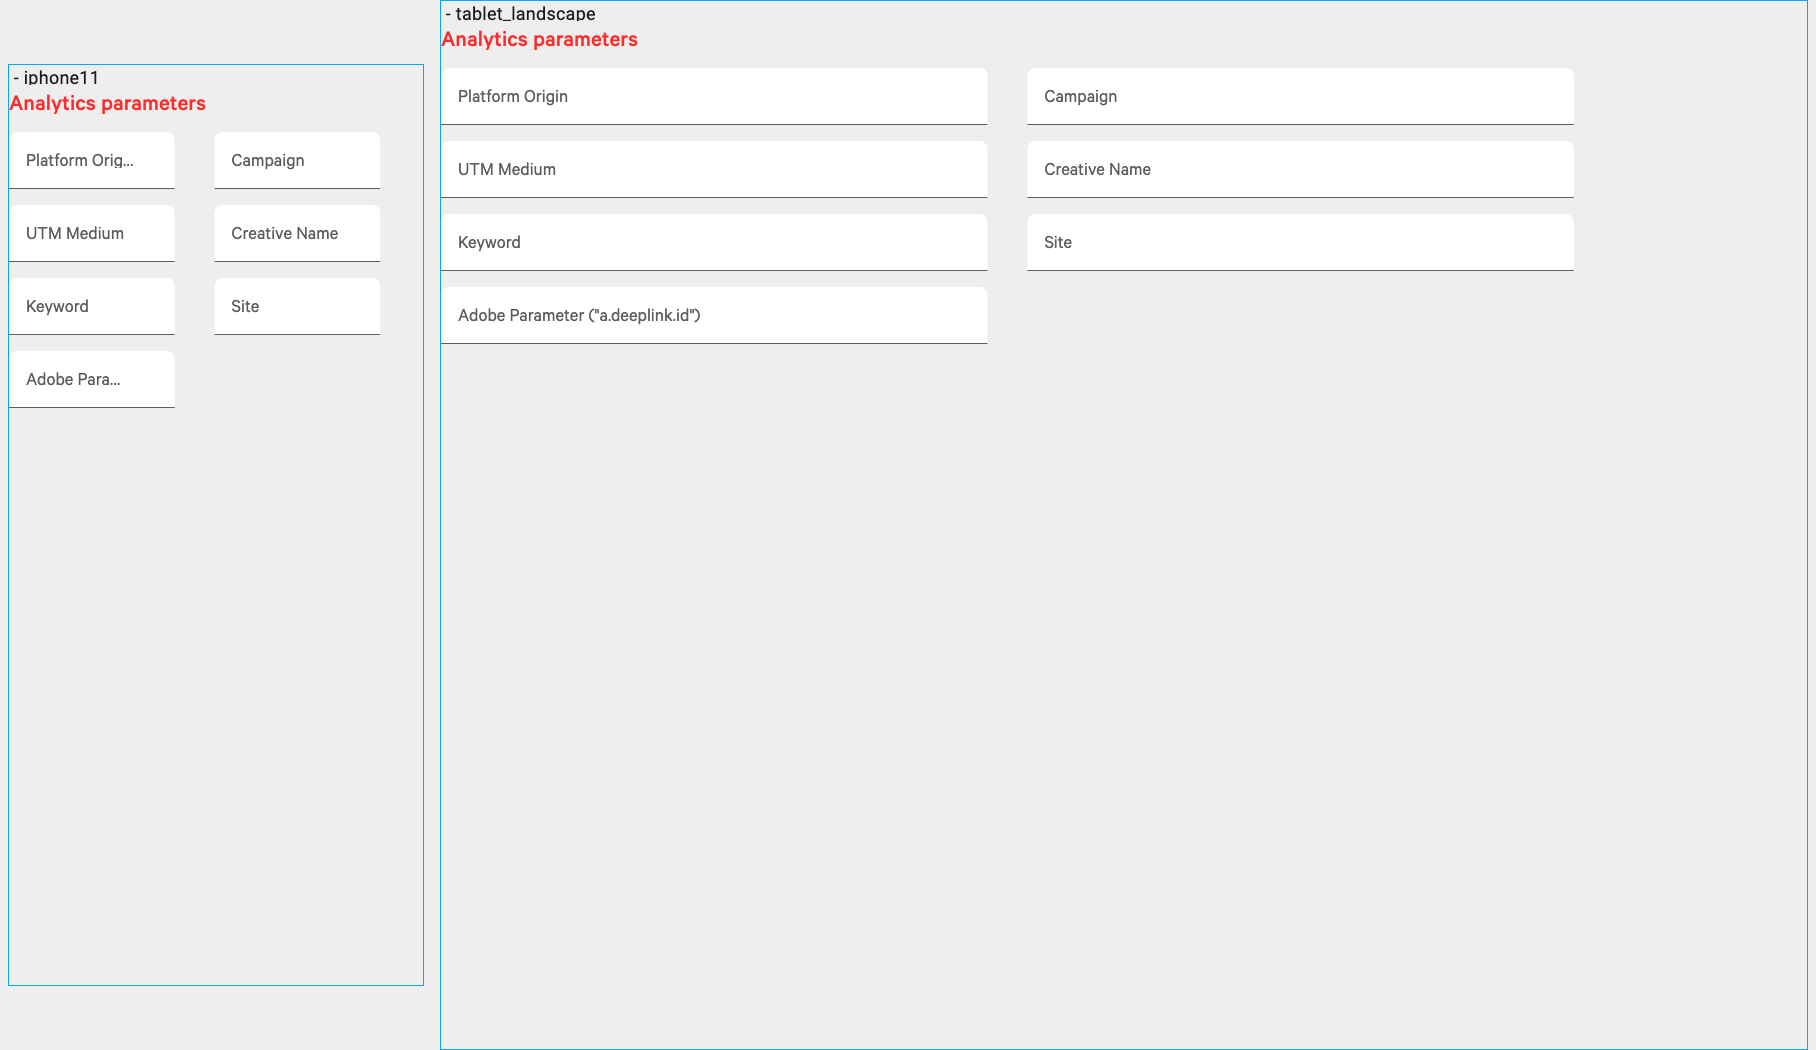 - iphone11
Analytics parameters
Platform Orig...
Campaign
UTM Medium
Creative Name
Keyword
Site
Adobe Para...
- tablet_landscape
Analytics parameters
Platform Origin
Campaign
UTM Medium
Creative Name
Keyword
Site
Adobe Parameter ("a.deeplink.id")